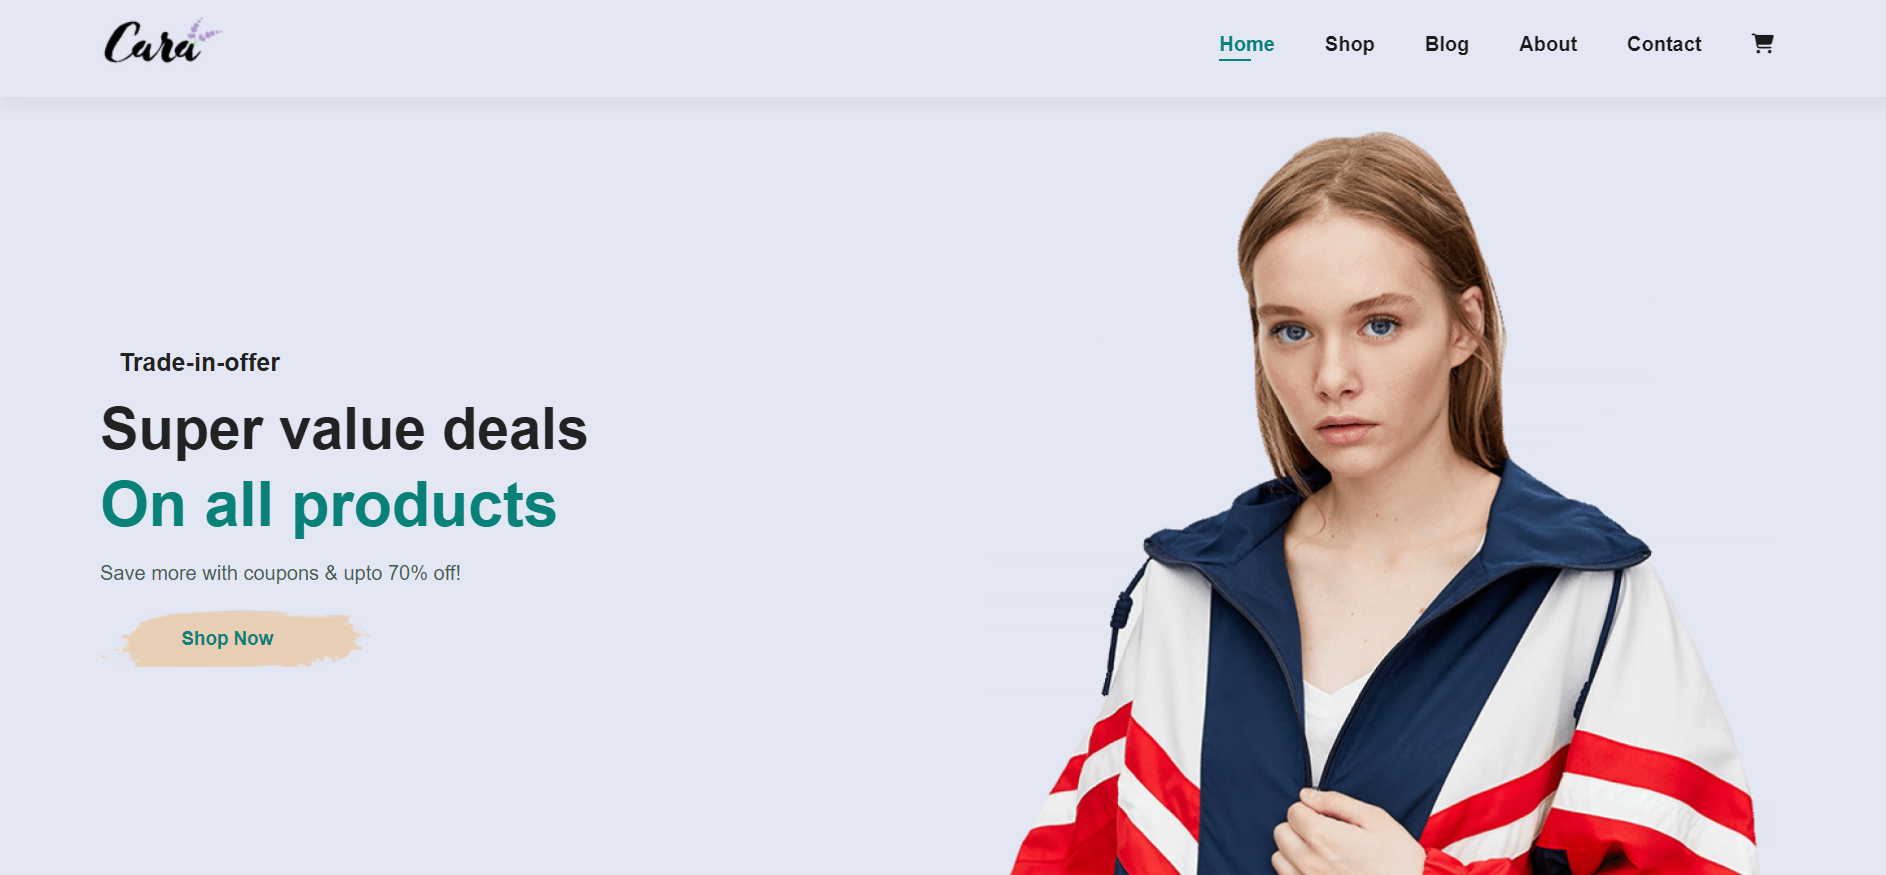 Cara
Home Shop Blog About Contact
Trade-in-offer
Super value deals
On all products
Save more with coupons & upto 70% off!
Shop Now